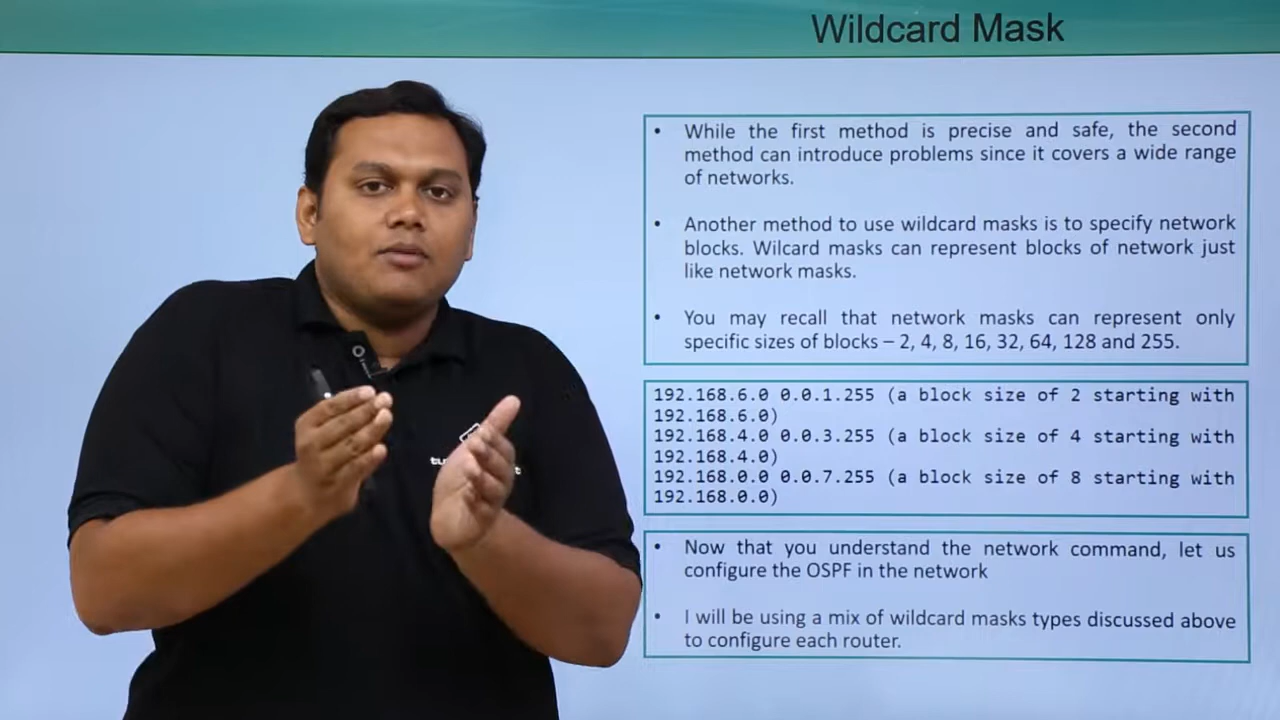 Wildcard Mask
• While the first method is precise and safe, the second
method can introduce problems since it covers a wide range
of networks.
• Another method to use wildcard masks is to specify network
blocks. Wilcard masks can represent blocks of network just
like network masks.
• You may recall that network masks can represent only
specific sizes of blocks – 2, 4, 8, 16, 32, 64, 128 and 255.
192.168.6.0 0.0.1.255 (a block size of 2 starting with
192.168.6.0)
192.168.4.0 0.0.3.255 (a block size of 4 starting with
192.168.4.0)
192.168.0.0 0.0.7.255 (a block size of 8 starting with
192.168.0.0)
• Now that you understand the network command, let us
configure the OSPF in the network
• I will be using a mix of wildcard masks types discussed above
to configure each router.